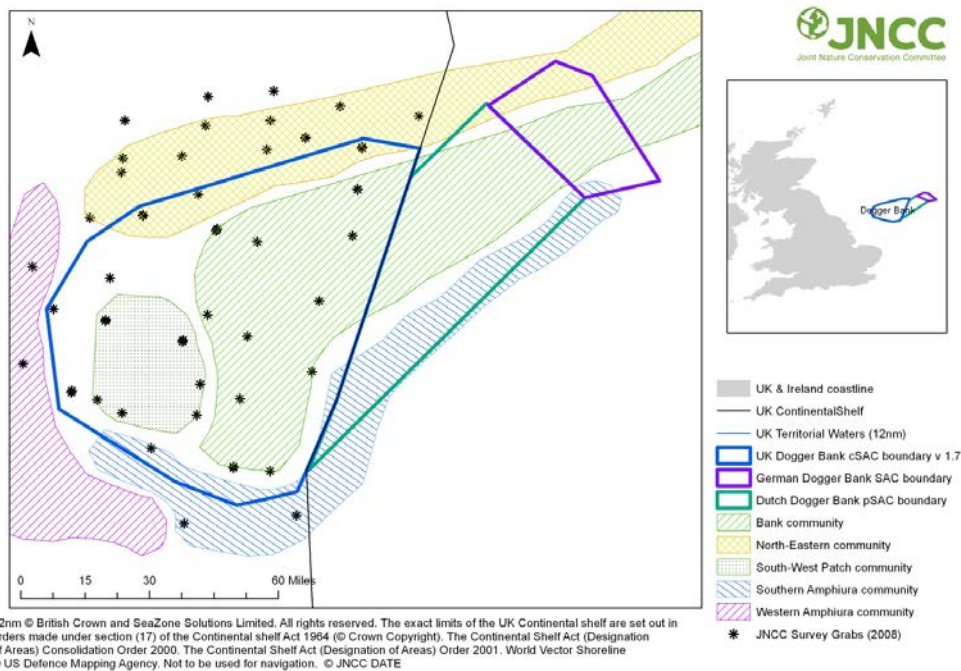 N
JNCC
Joint Nature Conservation Committee
Dogger Bank
UK & Ireland coastline
UK ContinentalShelf
UK Territorial Waters (12nm)
UK Dogger Bank cSAC boundary v 1.7
German Dogger Bank SAC boundary
Dutch Dogger Bank pSAC boundary
Bank community
North-Eastern community
South-West Patch community
Southern Amphiura community
Western Amphiura community
JNCC Survey Grabs (2008)
0 15 30 60 Miles
2nm © British Crown and SeaZone Solutions Limited. All rights reserved. The exact limits of the UK Continental shelf are set out in
rders made under section (17) of the Continental shelf Act 1964 (© Crown Copyright). The Continental Shelf Act (Designation
f Areas) Consolidation Order 2000. The Continental Shelf Act (Designation of Areas) Order 2001. World Vector Shoreline
US Defence Mapping Agency. Not to be used for navigation. © JNCC DATE